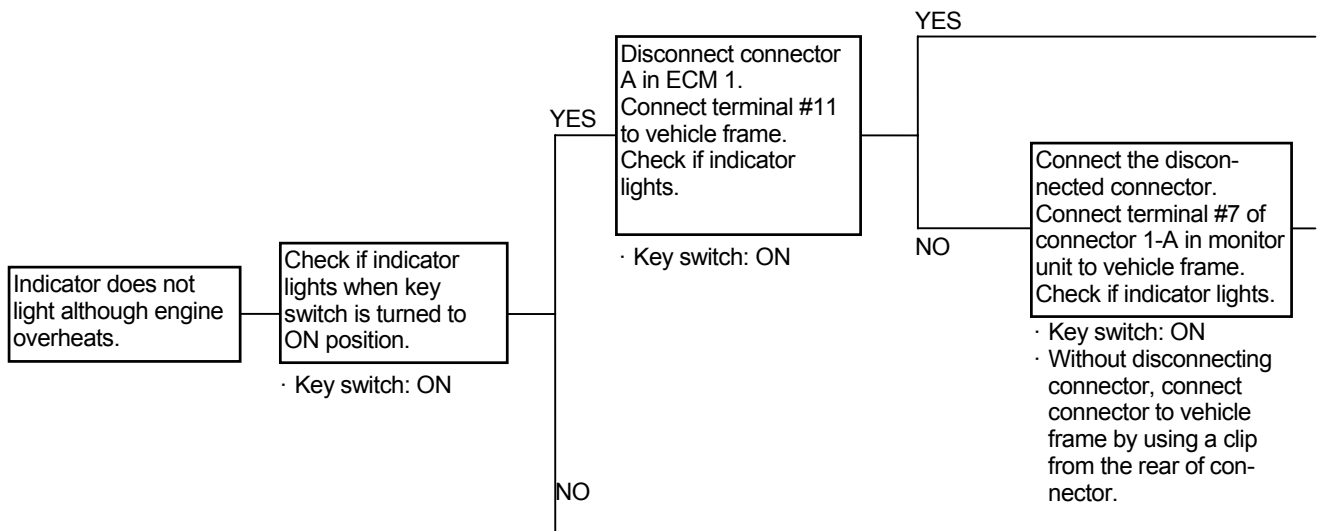 Indicator does not
light although engine
overheats.
Check if indicator
lights when key
switch is turned to
ON position.
· Key switch: ON
YES
Disconnect connector
A in ECM 1.
Connect terminal #11
to vehicle frame.
Check if indicator
lights.
· Key switch: ON
YES
NO
Connect the discon-
nected connector.
Connect terminal #7 of
connector 1-A in monitor
unit to vehicle frame.
Check if indicator lights.
· Key switch: ON
· Without disconnecting
connector, connect
connector to vehicle
frame by using a clip
from the rear of con-
nector.
NO